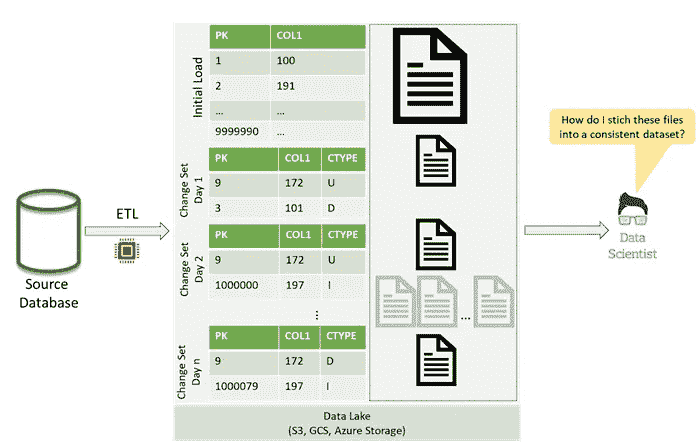 Source
Database
ETL
Initial Load
PK COL1
1 100
2 191
... ...
9999990 ...
Change Set
Day 1
PK COL1 CTYPE
9 172 U
3 101 D
Change Set
Day 2
PK COL1 CTYPE
9 172 U
1000000 197 I
...
Change Set
Day n
PK COL1 CTYPE
9 172 D
1000079 197 I
...
Data Lake
(S3, GCS, Azure Storage)
How do I stich these files
into a consistent dataset?
Data
Scientist